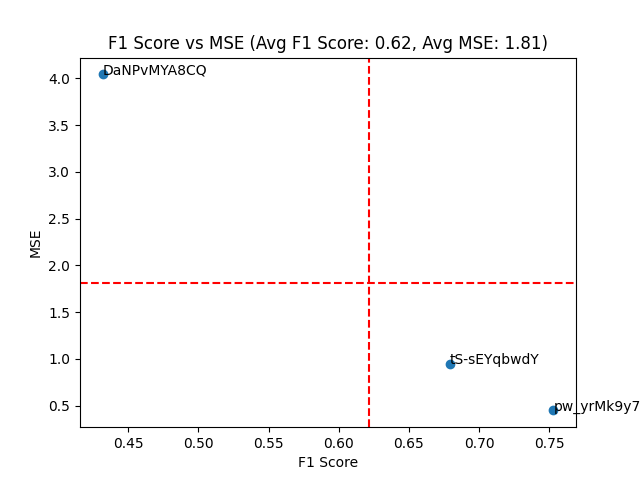 F1 Score vs MSE (Avg F1 Score: 0.62, Avg MSE: 1.81)
DaNPvMYA8CQ
4.0
3.5
3.0
2.5
MSE
2.0
1.5
1.0
tS-sEYqbwdY
0.5
pw_yrMk9y7
0.45 0.50 0.55 0.60 0.65 0.70 0.75
F1 Score